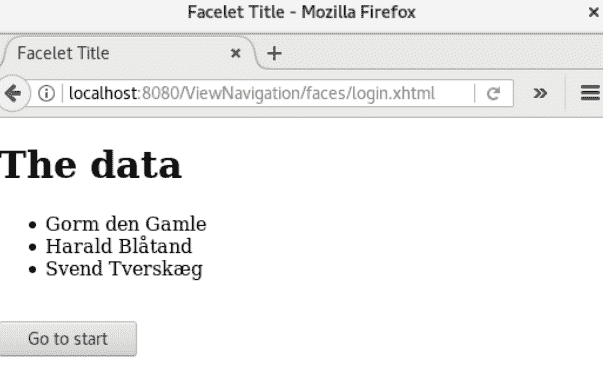 Facelet Title - Mozilla Firefox
Facelet Title
localhost:8080/ViewNavigation/faces/login.xhtml
The data
Gorm den Gamle
Harald Blåtand
Svend Tverskæg
Go to start